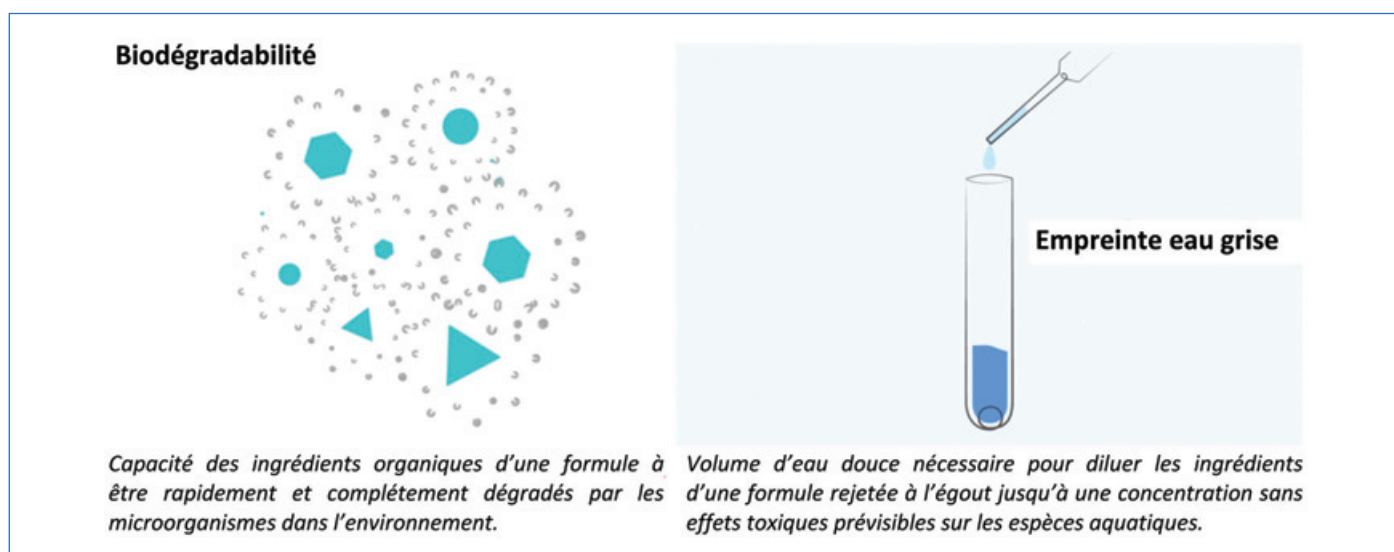 Biodégradabilité
Empreinte eau grise
Capacité des ingrédients organiques d’une formule à
être rapidement et complétement dégradés par les
microorganismes dans l’environnement.
Volume d’eau douce nécessaire pour diluer les ingrédients
d’une formule rejetée à l’égout jusqu’à une concentration sans
effets toxiques prévisibles sur les espèces aquatiques.